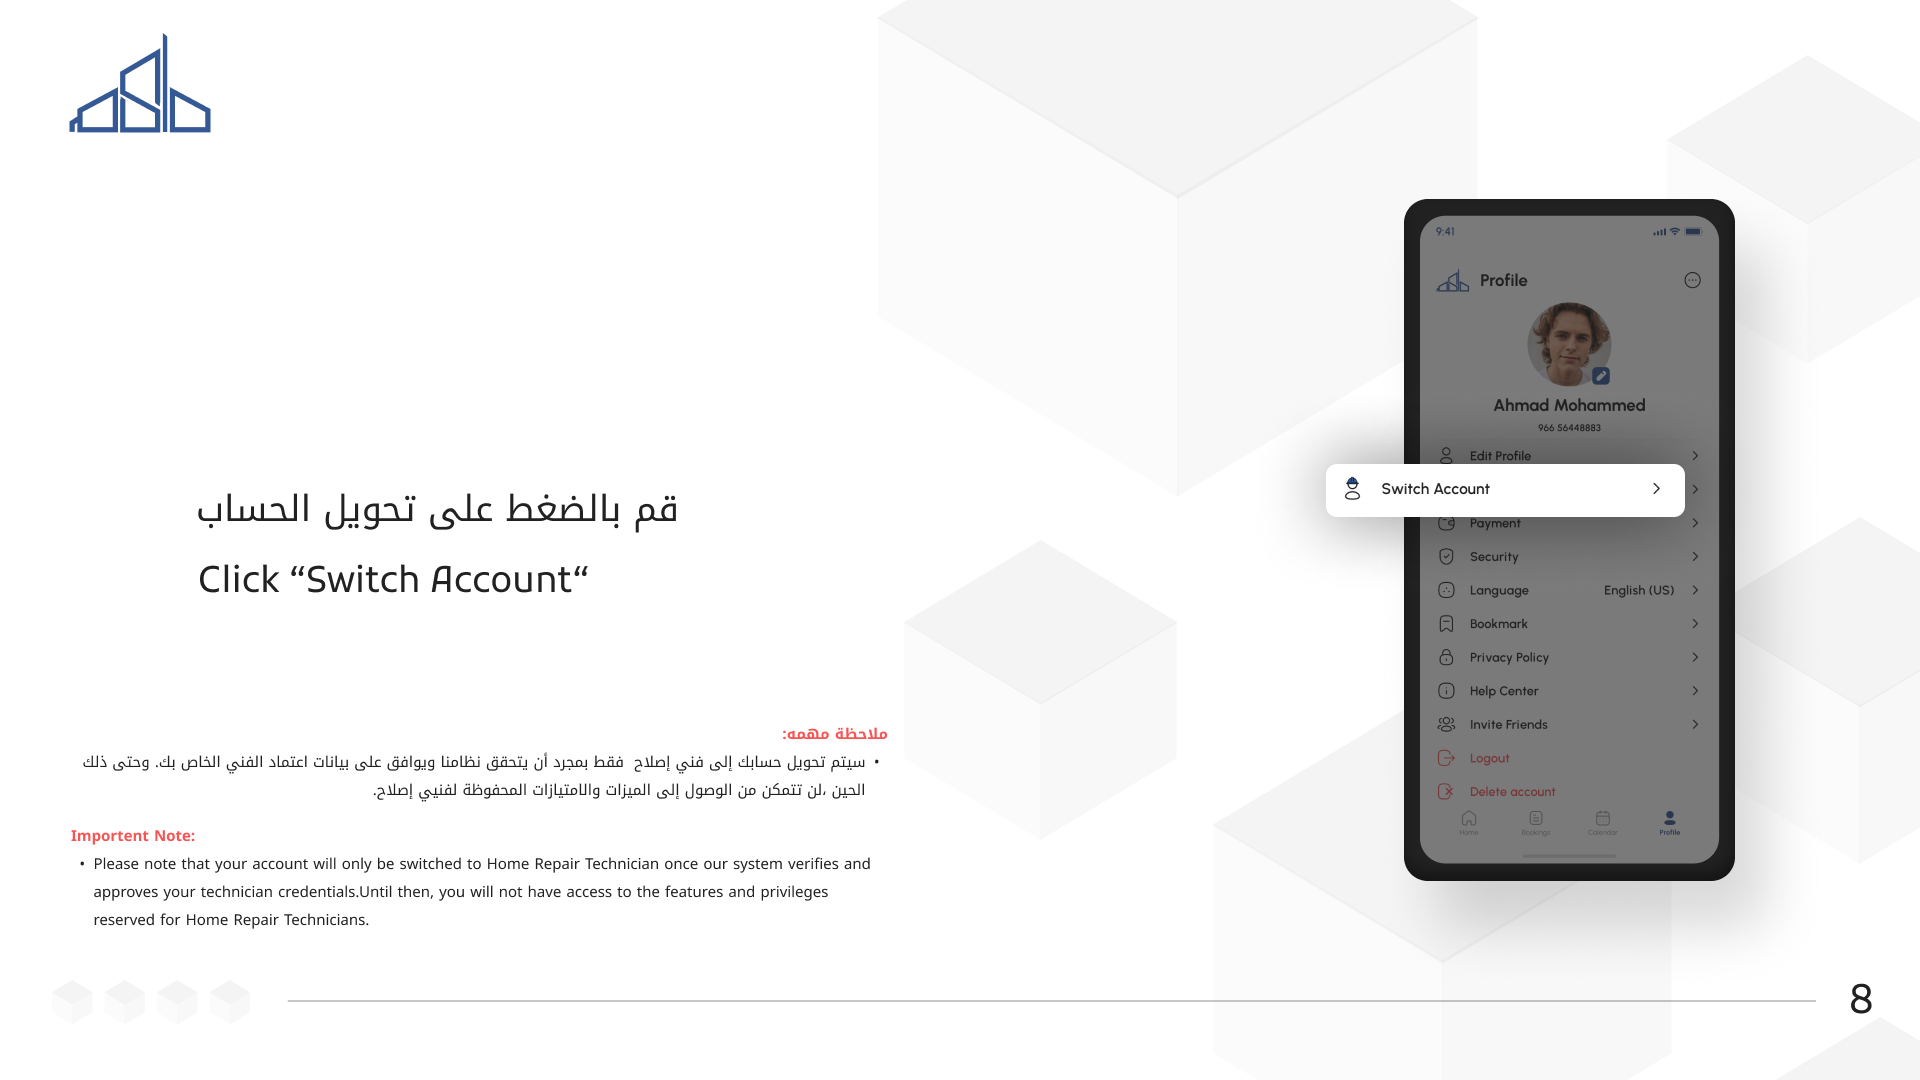 قم بالضغط على تحويل الحساب
Click “Switch Account“
ملاحظة مهمه:
• سيتم تحويل حسابك إلى فني إصلاح  فقط بمجرد أن يتحقق نظامنا ويوافق على بيانات اعتماد الفني الخاص بك. وحتى ذلك
الحين ،لن تتمكن من الوصول إلى الميزات والامتيازات المحفوظة لفنيي إصلاح.
Importent Note:
• Please note that your account will only be switched to Home Repair Technician once our system verifies and
approves your technician credentials.Until then, you will not have access to the features and privileges
reserved for Home Repair Technicians.
9:41
Profile
Ahmad Mohammed
966 56448883
Edit Profile
Switch Account
Payment
Security
Language English (US)
Bookmark
Privacy Policy
Help Center
Invite Friends
Logout
Delete account
Home Bookings Calendar Profile
8